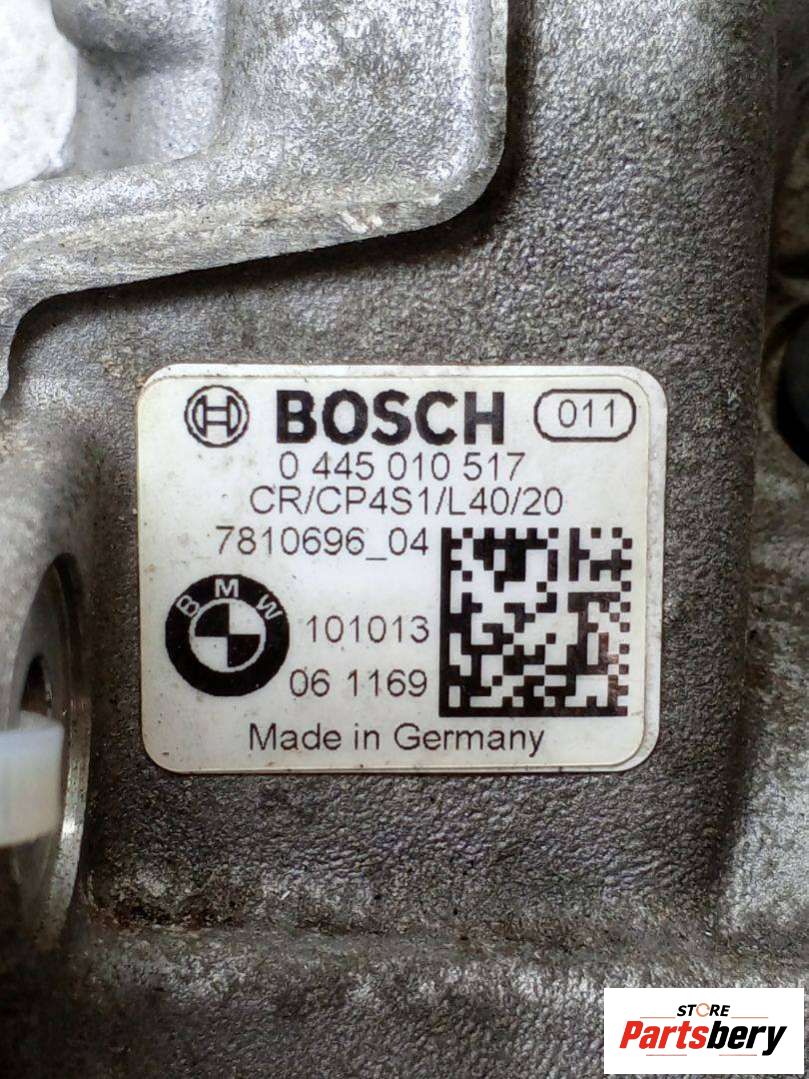 BOSCH 011
0 445 010 517
CR/CP4S1/L40/20
7810696_04
BMW
101013
06 1169
Made in Germany
STORE
Partsbery